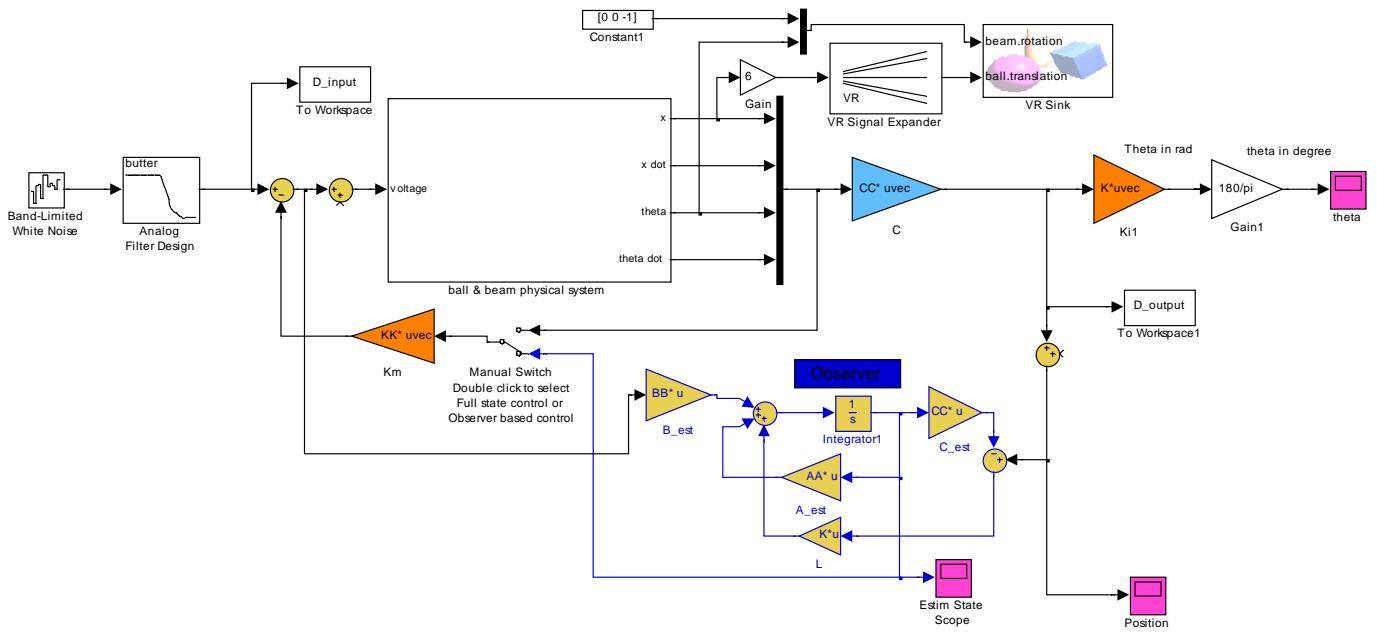 [0 0 -1]
Constant1
beam.rotation
ball.translation
VR Sink
6
Gain
VR
VR Signal Expander
D_input
To Workspace
x
x dot
theta
theta dot
voltage
ball & beam physical system
butter
Analog
Filter Design
Band-Limited
White Noise
CC* uvec
C
Theta in rad
K*uvec
Ki1
theta in degree
180/pi
Gain1
theta
D_output
To Workspace1
KK* uvec
Km
Manual Switch
Double click to select
Full state control or
Observer based control
Observer
BB* u
B_est
1
s
Integrator1
CC* u
C_est
AA* u
A_est
K*u
L
Estim State
Scope
Position